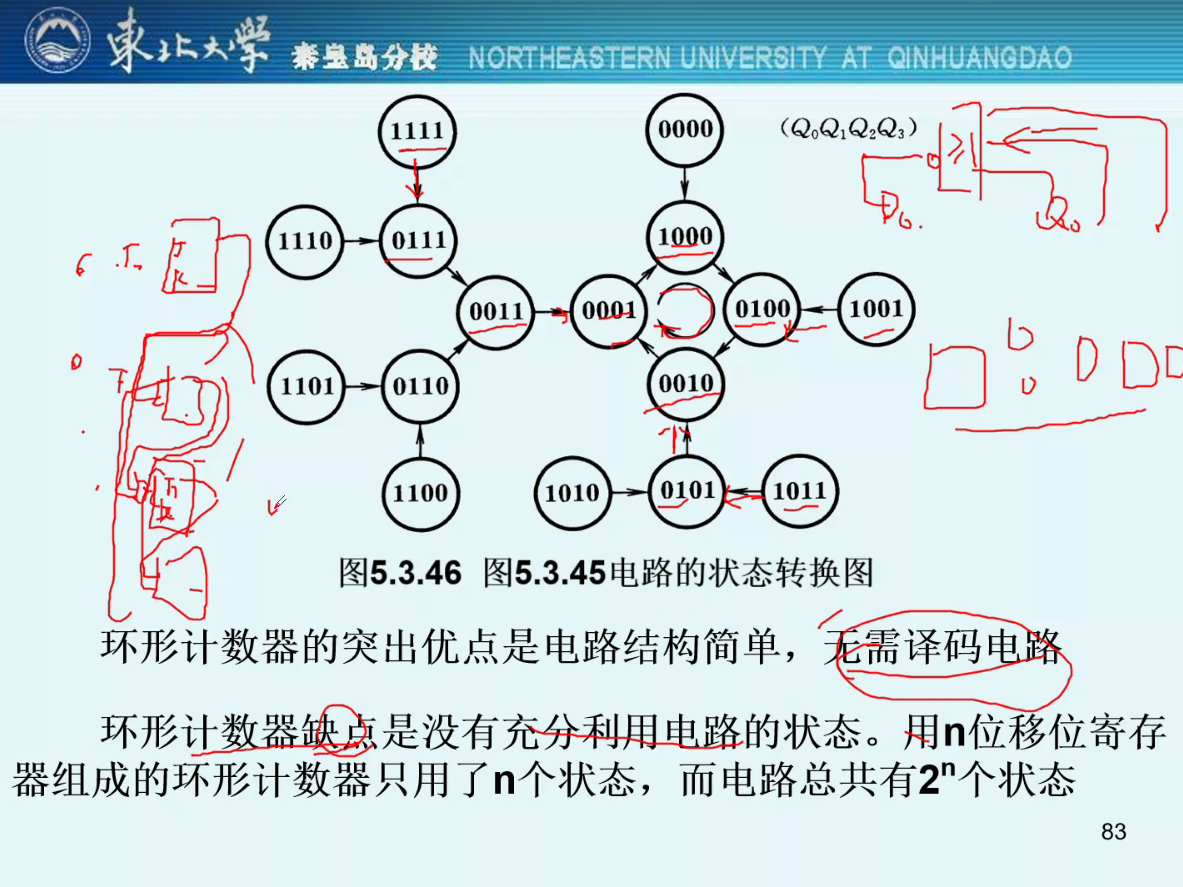 東北大学 秦皇岛分校 NORTHEASTERN UNIVERSITY AT QINHUANGDAO
1111 0000 (Q₀Q₁Q₂Q₃) ≥1
D₀. Q₀
1110 0111 1000
J
K
0011 0001 0100 1001
1101 0110 0010
1100 1010 0101 1011
图5.3.46 图5.3.45电路的状态转换图
环形计数器的突出优点是电路结构简单，无需译码电路
环形计数器缺点是没有充分利用电路的状态。用n位移位寄存
器组成的环形计数器只用了n个状态，而电路总共有2ⁿ个状态
83